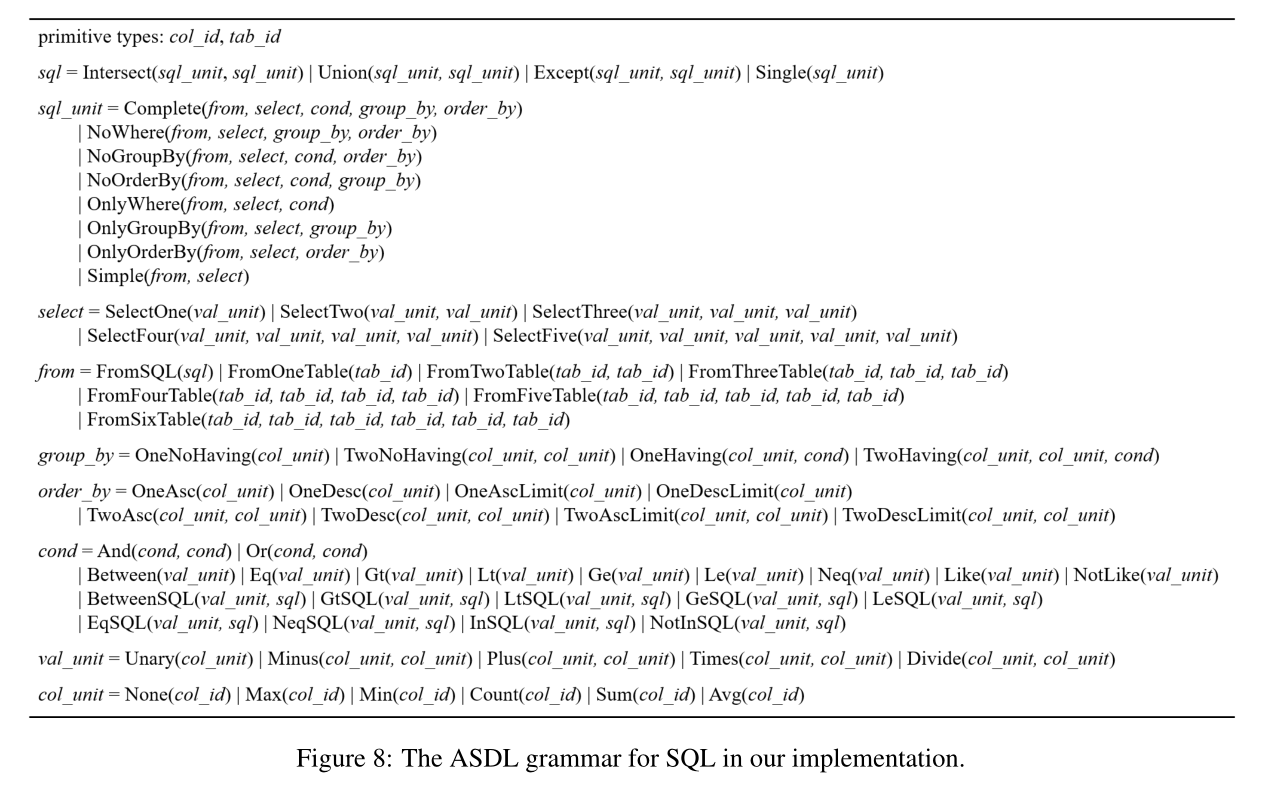 primitive types: col_id, tab_id
sql = Intersect(sql_unit, sql_unit) | Union(sql_unit, sql_unit) | Except(sql_unit, sql_unit) | Single(sql_unit)
sql_unit = Complete(from, select, cond, group_by, order_by)
| NoWhere(from, select, group_by, order_by)
| NoGroupBy(from, select, cond, order_by)
| NoOrderBy(from, select, cond, group_by)
| OnlyWhere(from, select, cond)
| OnlyGroupBy(from, select, group_by)
| OnlyOrderBy(from, select, order_by)
| Simple(from, select)
select = SelectOne(val_unit) | SelectTwo(val_unit, val_unit) | SelectThree(val_unit, val_unit, val_unit)
| SelectFour(val_unit, val_unit, val_unit, val_unit) | SelectFive(val_unit, val_unit, val_unit, val_unit, val_unit)
from = FromSQL(sql) | FromOneTable(tab_id) | FromTwoTable(tab_id, tab_id) | FromThreeTable(tab_id, tab_id, tab_id)
| FromFourTable(tab_id, tab_id, tab_id, tab_id) | FromFiveTable(tab_id, tab_id, tab_id, tab_id, tab_id)
| FromSixTable(tab_id, tab_id, tab_id, tab_id, tab_id, tab_id)
group_by = OneNoHaving(col_unit) | TwoNoHaving(col_unit, col_unit) | OneHaving(col_unit, cond) | TwoHaving(col_unit, col_unit, cond)
order_by = OneAsc(col_unit) | OneDesc(col_unit) | OneAscLimit(col_unit) | OneDescLimit(col_unit)
| TwoAsc(col_unit, col_unit) | TwoDesc(col_unit, col_unit) | TwoAscLimit(col_unit, col_unit) | TwoDescLimit(col_unit, col_unit)
cond = And(cond, cond) | Or(cond, cond)
| Between(val_unit) | Eq(val_unit) | Gt(val_unit) | Lt(val_unit) | Ge(val_unit) | Le(val_unit) | Neq(val_unit) | Like(val_unit) | NotLike(val_unit)
| BetweenSQL(val_unit, sql) | GtSQL(val_unit, sql) | LtSQL(val_unit, sql) | GeSQL(val_unit, sql) | LeSQL(val_unit, sql)
| EqSQL(val_unit, sql) | NeqSQL(val_unit, sql) | InSQL(val_unit, sql) | NotInSQL(val_unit, sql)
val_unit = Unary(col_unit) | Minus(col_unit, col_unit) | Plus(col_unit, col_unit) | Times(col_unit, col_unit) | Divide(col_unit, col_unit)
col_unit = None(col_id) | Max(col_id) | Min(col_id) | Count(col_id) | Sum(col_id) | Avg(col_id)
Figure 8: The ASDL grammar for SQL in our implementation.